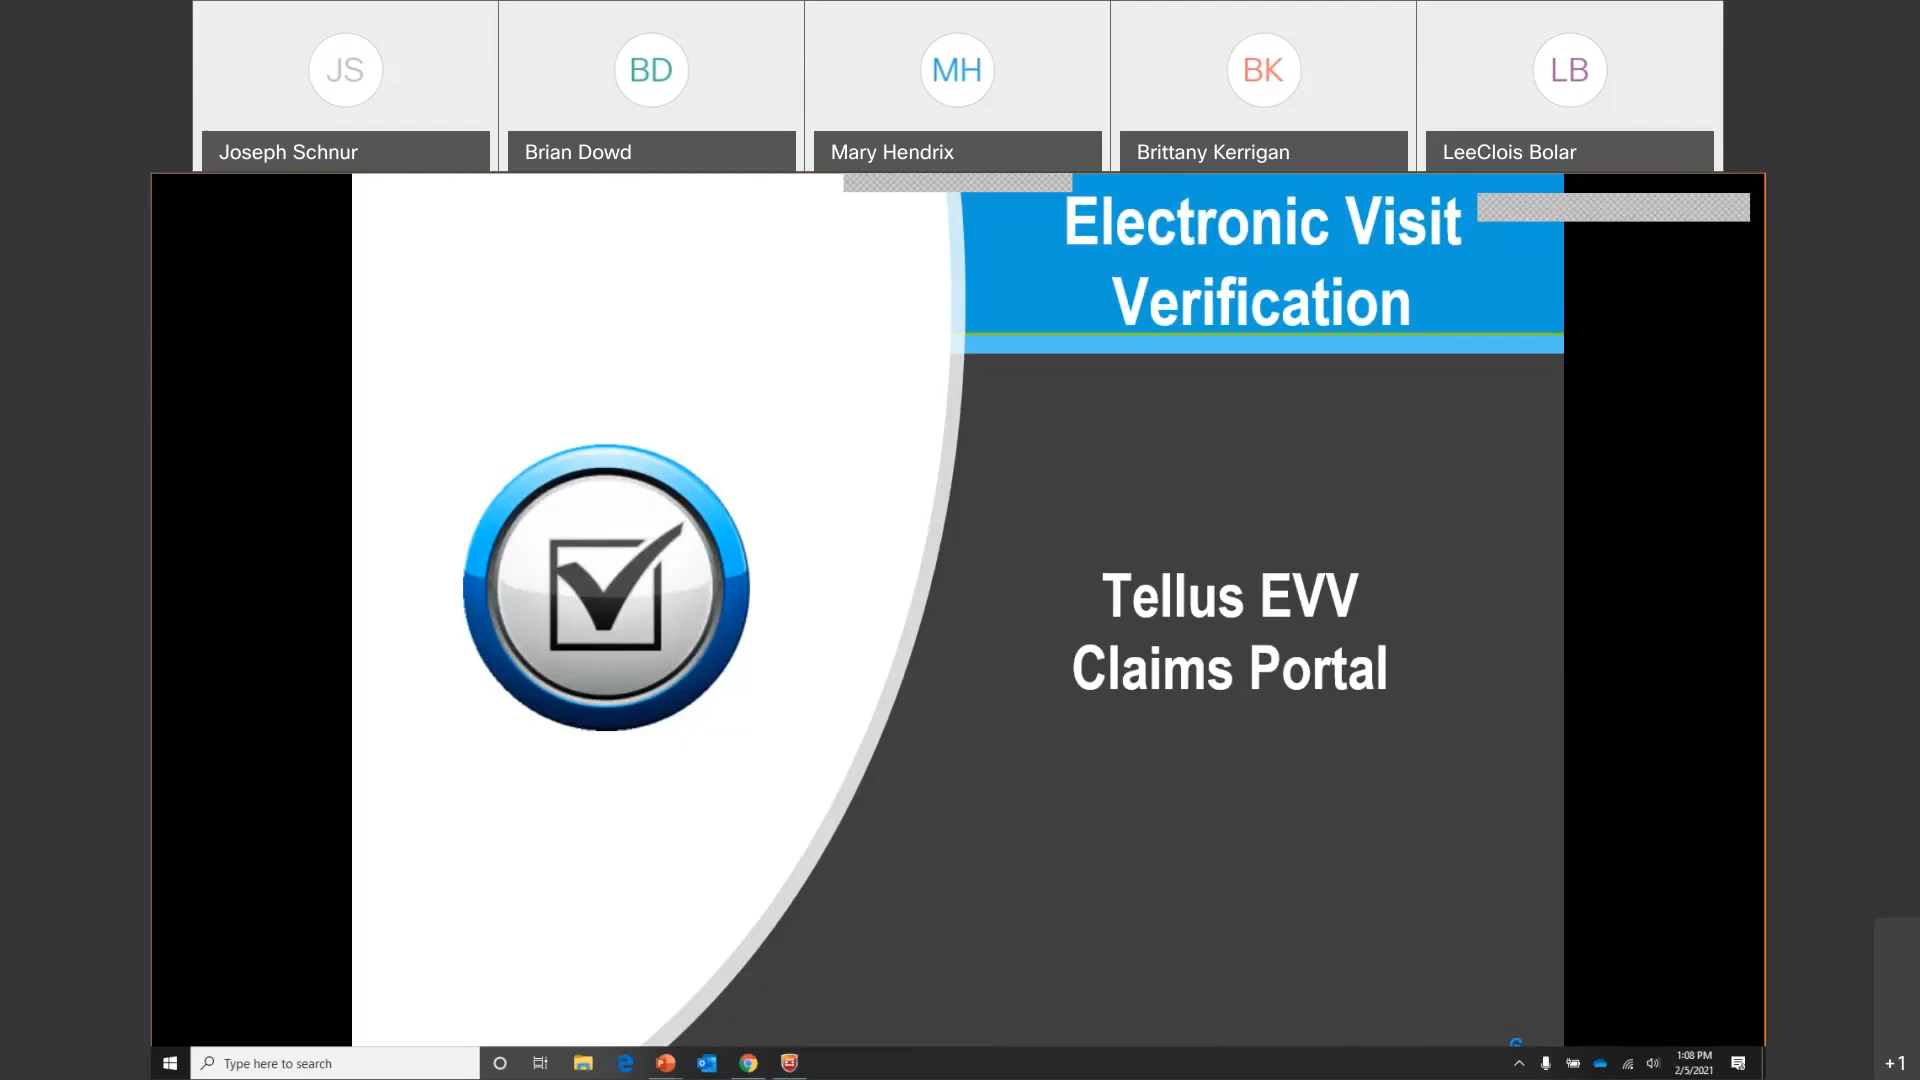 JS
BD
MH
BK
LB
Joseph Schnur
Brian Dowd
Mary Hendrix
Brittany Kerrigan
LeeClois Bolar
Electronic Visit
Verification
Tellus EVV
Claims Portal
Type here to search
1:08 PM
2/5/2021
+1